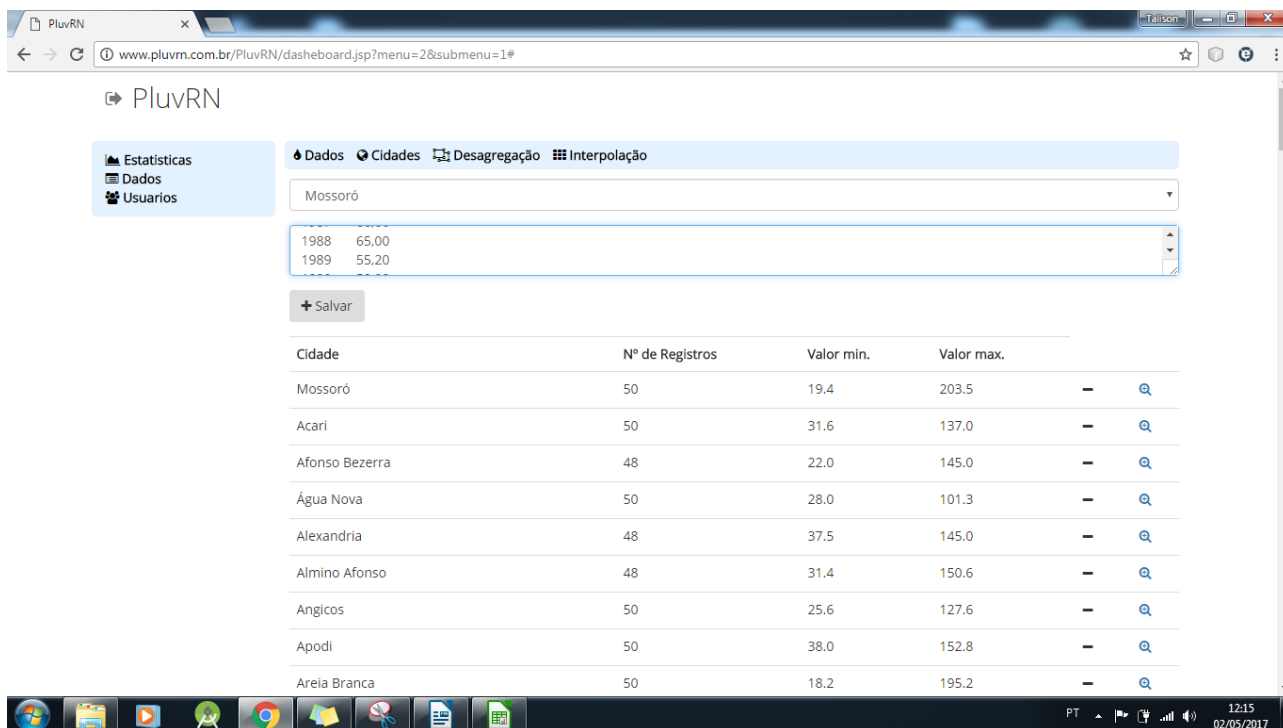 PluvRN
Talison
www.pluvrn.com.br/PluvRN/dasheboard.jsp?menu=2&submenu=1#
PluvRN
Estatisticas
Dados
Usuarios
Dados Cidades Desagregação Interpolação
Mossoró
1988 65,00
1989 55,20
Salvar
Cidade Nº de Registros Valor min. Valor max.
Mossoró 50 19.4 203.5
Acari 50 31.6 137.0
Afonso Bezerra 48 22.0 145.0
Água Nova 50 28.0 101.3
Alexandria 48 37.5 145.0
Almino Afonso 48 31.4 150.6
Angicos 50 25.6 127.6
Apodi 50 38.0 152.8
Areia Branca 50 18.2 195.2
PT
12:15
02/05/2017